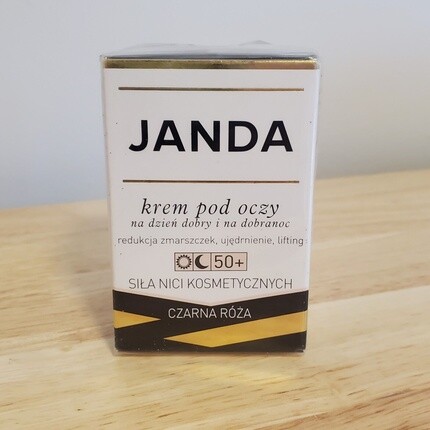 JANDA
krem pod oczy
na dzień dobry i na dobranoc
redukcja zmarszczek, ujędrnienie, lifting
50+
SIŁA NICI KOSMETYCZNYCH
CZARNA RÓŻA